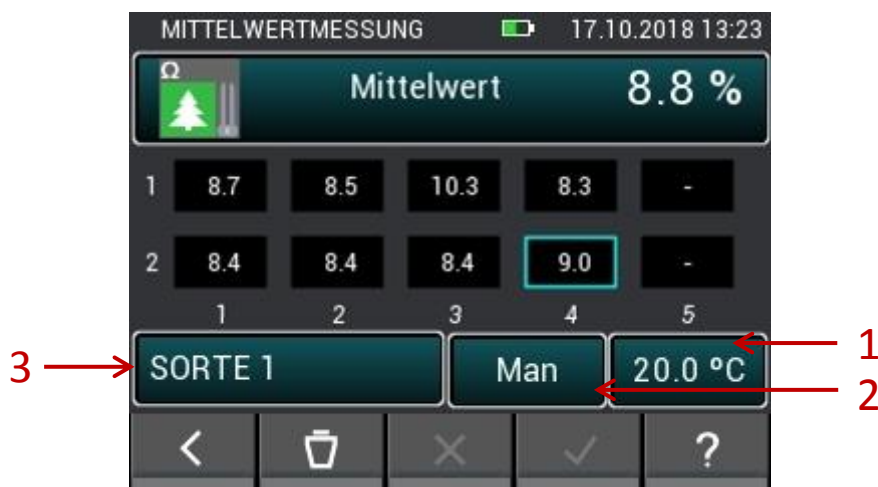 MITTELWERTMESSUNG 17.10.2018 13:23
Ω
Mittelwert 8.8 %
1 8.7 8.5 10.3 8.3 -
2 8.4 8.4 8.4 9.0 -
1 2 3 4 5
1
3 SORTE 1 Man 20.0 ºC
2
?